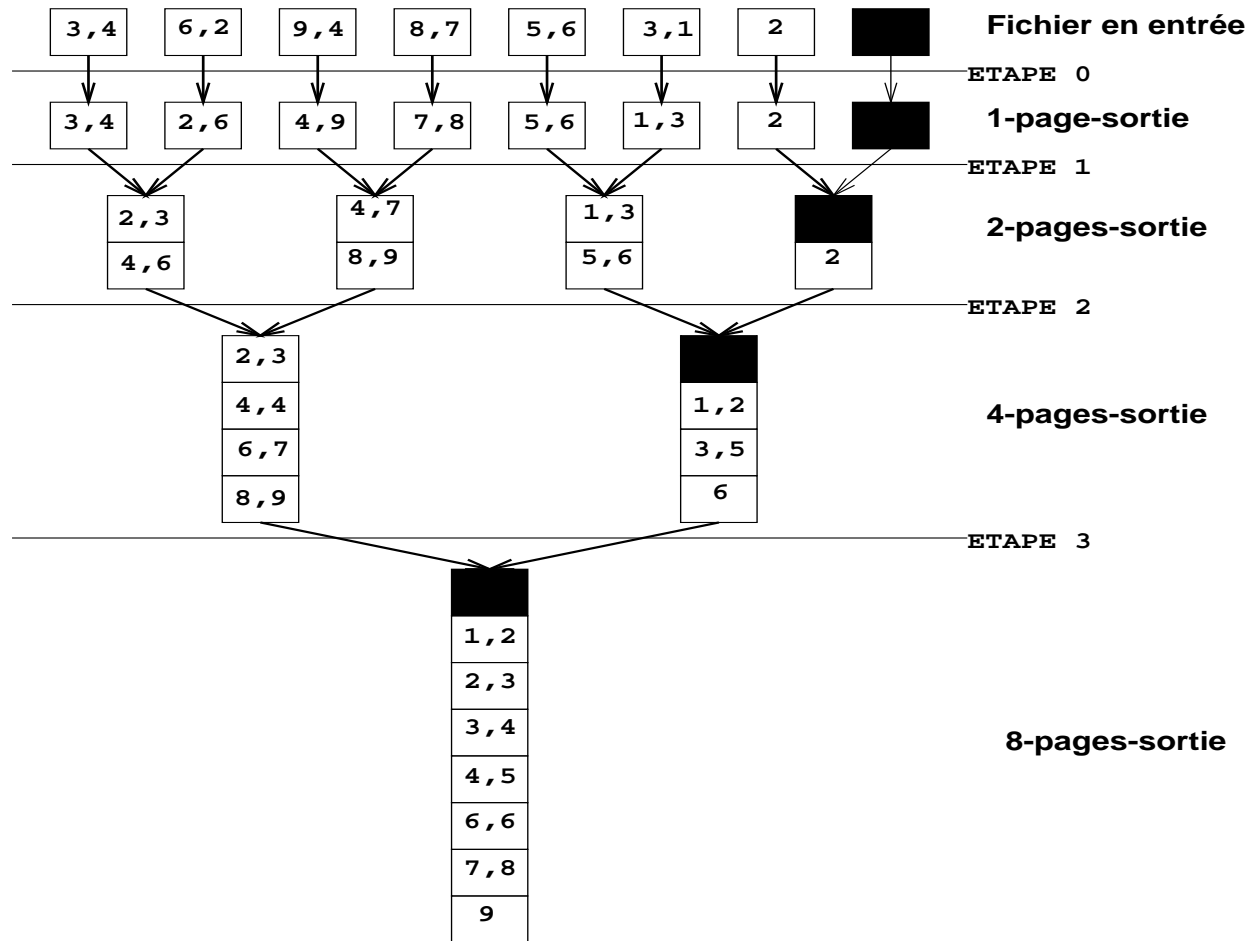 3,4 6,2 9,4 8,7 5,6 3,1 2 Fichier en entrée
ETAPE 0
3,4 2,6 4,9 7,8 5,6 1,3 2 1-page-sortie
ETAPE 1
2,3 4,7 1,3
2-pages-sortie
4,6 8,9 5,6 2
ETAPE 2
2,3
4,4 1,2
4-pages-sortie
6,7 3,5
8,9 6
ETAPE 3
1,2
2,3
3,4
8-pages-sortie
4,5
6,6
7,8
9